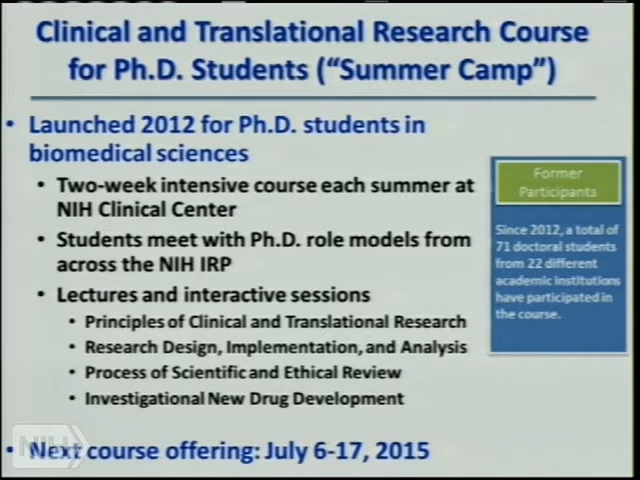 Clinical and Translational Research Course
for Ph.D. Students (“Summer Camp”)
• Launched 2012 for Ph.D. students in
biomedical sciences
• Two-week intensive course each summer at
NIH Clinical Center
• Students meet with Ph.D. role models from
across the NIH IRP
• Lectures and interactive sessions
• Principles of Clinical and Translational Research
• Research Design, Implementation, and Analysis
• Process of Scientific and Ethical Review
• Investigational New Drug Development
• Next course offering: July 6-17, 2015
Former
Participants
Since 2012, a total of
71 doctoral students
from 22 different
academic institutions
have participated in
the course.
NIH